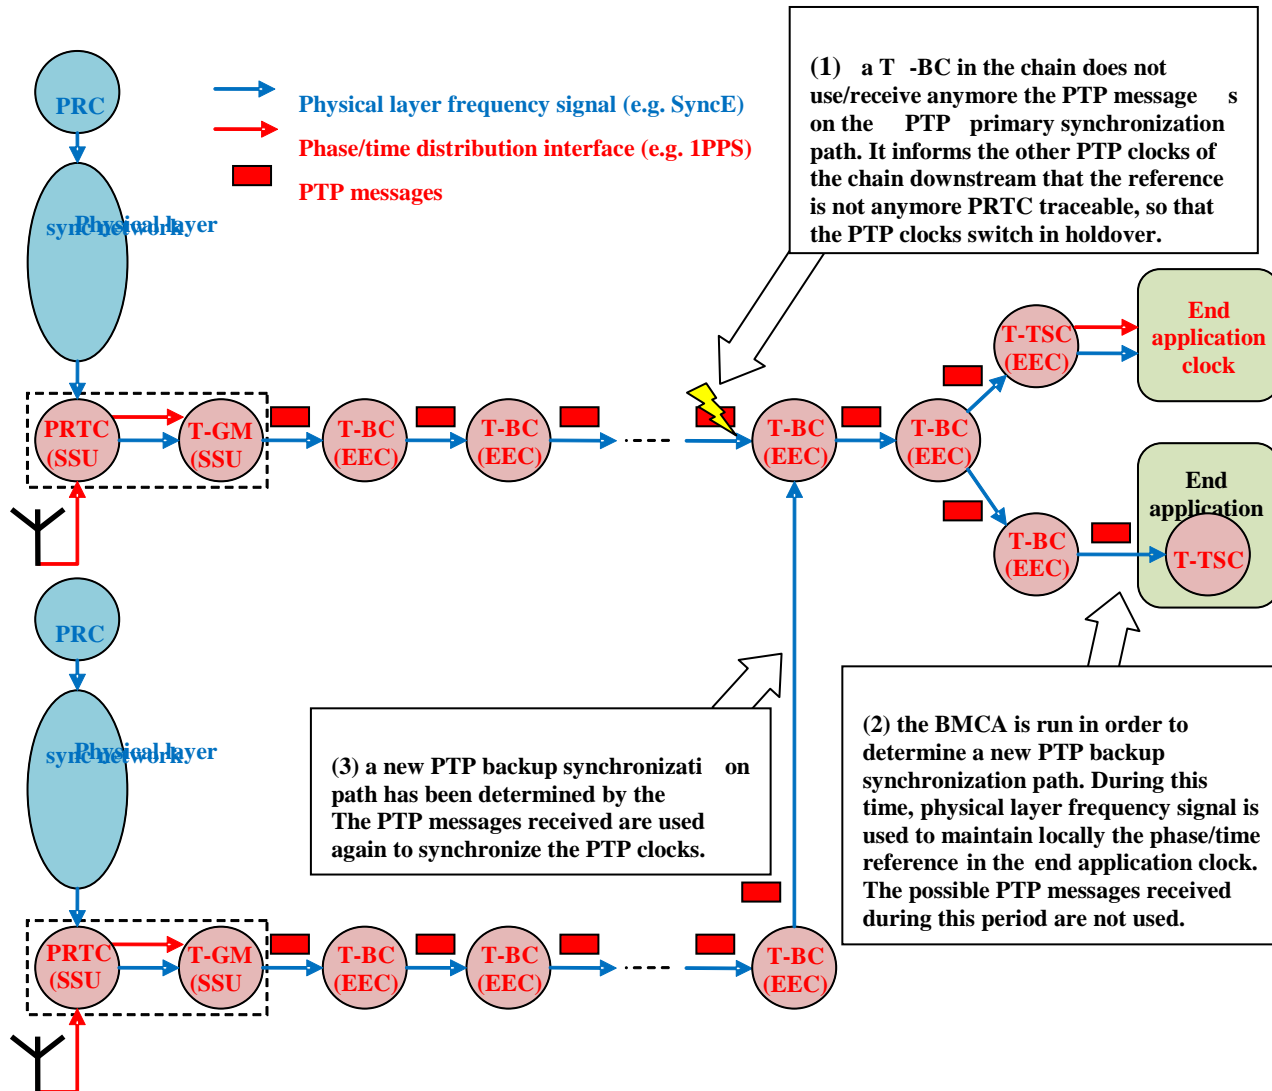 PRC
Physical layer frequency signal (e.g. SyncE)
Phase/time distribution interface (e.g. 1PPS)
PTP messages
(1) a T -BC in the chain does not
use/receive anymore the PTP message s
on the PTP primary synchronization
path. It informs the other PTP clocks of
the chain downstream that the reference
is not anymore PRTC traceable, so that
the PTP clocks switch in holdover.
Physical layer
sync network
PRTC
(SSU
T-GM
(SSU
T-BC
(EEC)
T-BC
(EEC)
T-BC
(EEC)
T-BC
(EEC)
T-TSC
(EEC)
End
application
clock
T-BC
(EEC)
End
application
T-TSC
PRC
Physical layer
sync network
(3) a new PTP backup synchronizati on
path has been determined by the
The PTP messages received are used
again to synchronize the PTP clocks.
(2) the BMCA is run in order to
determine a new PTP backup
synchronization path. During this
time, physical layer frequency signal is
used to maintain locally the phase/time
reference in the end application clock.
The possible PTP messages received
during this period are not used.
PRTC
(SSU
T-GM
(SSU
T-BC
(EEC)
T-BC
(EEC)
T-BC
(EEC)